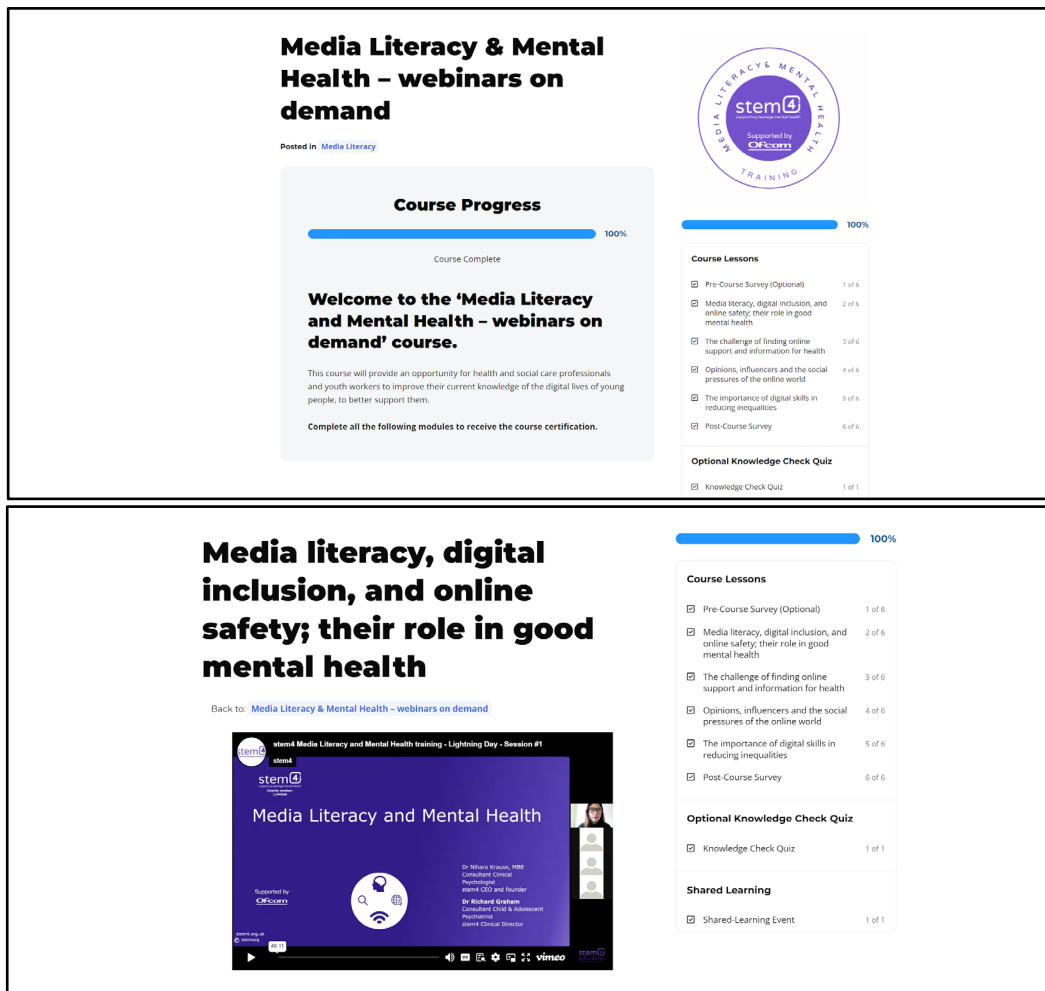 Media Literacy & Mental
Health – webinars on
demand
Posted in Media Literacy
Course Progress
100%
Course Complete
Welcome to the ‘Media Literacy
and Mental Health – webinars on
demand’ course.
This course will provide an opportunity for health and social care professionals
and youth workers to improve their current knowledge of the digital lives of young
people, to better support them.
Complete all the following modules to receive the course certification.
MEDIA LITERACY & MENTAL HEALTH
TRAINING
stem4
supporting teenage mental health
Supported by
Ofcom
100%
Course Lessons
Pre-Course Survey (Optional) 1 of 6
Media literacy, digital inclusion, and 2 of 6
online safety; their role in good
mental health
The challenge of finding online 3 of 6
support and information for health
Opinions, influencers and the social 4 of 6
pressures of the online world
The importance of digital skills in 5 of 6
reducing inequalities
Post-Course Survey 6 of 6
Optional Knowledge Check Quiz
Knowledge Check Quiz 1 of 1
Media literacy, digital
inclusion, and online
safety; their role in good
mental health
Back to: Media Literacy & Mental Health – webinars on demand
stem4
stem4 Media Literacy and Mental Health training - Lightning Day - Session #1
stem4
stem4
Media Literacy and Mental Health
Dr Nihara Krause, MBE
Consultant Clinical
Psychologist
stem4 CEO and founder
Dr Richard Graham
Consultant Child & Adolescent
Psychiatrist
stem4 Clinical Director
Supported by
Ofcom
stem4.org.uk
© stem4org
48:11
CC
vimeo
stem4
100%
Course Lessons
Pre-Course Survey (Optional) 1 of 6
Media literacy, digital inclusion, and 2 of 6
online safety; their role in good
mental health
The challenge of finding online 3 of 6
support and information for health
Opinions, influencers and the social 4 of 6
pressures of the online world
The importance of digital skills in 5 of 6
reducing inequalities
Post-Course Survey 6 of 6
Optional Knowledge Check Quiz
Knowledge Check Quiz 1 of 1
Shared Learning
Shared-Learning Event 1 of 1